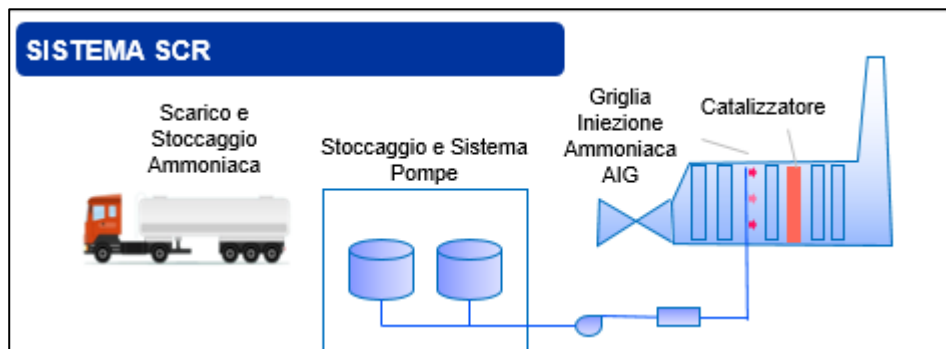 SISTEMA SCR
Scarico e
Stoccaggio
Ammoniaca
Stoccaggio e Sistema
Pompe
Griglia
Iniezione
Ammoniaca
AIG
Catalizzatore